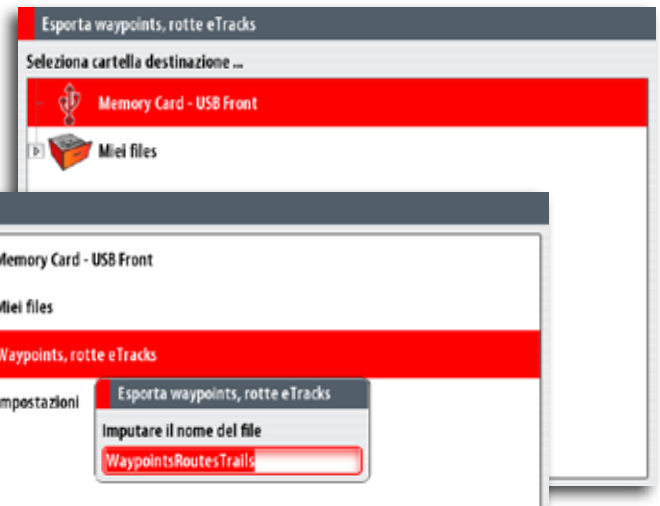 Esporta waypoints, rotte eTracks
Seleziona cartella destinazione ...
Memory Card - USB Front
Miei files
Memory Card - USB Front
Miei files
Waypoints, rotte eTracks
Impostazioni
Esporta waypoints, rotte eTracks
Imputare il nome del file
WaypointsRoutesTrails